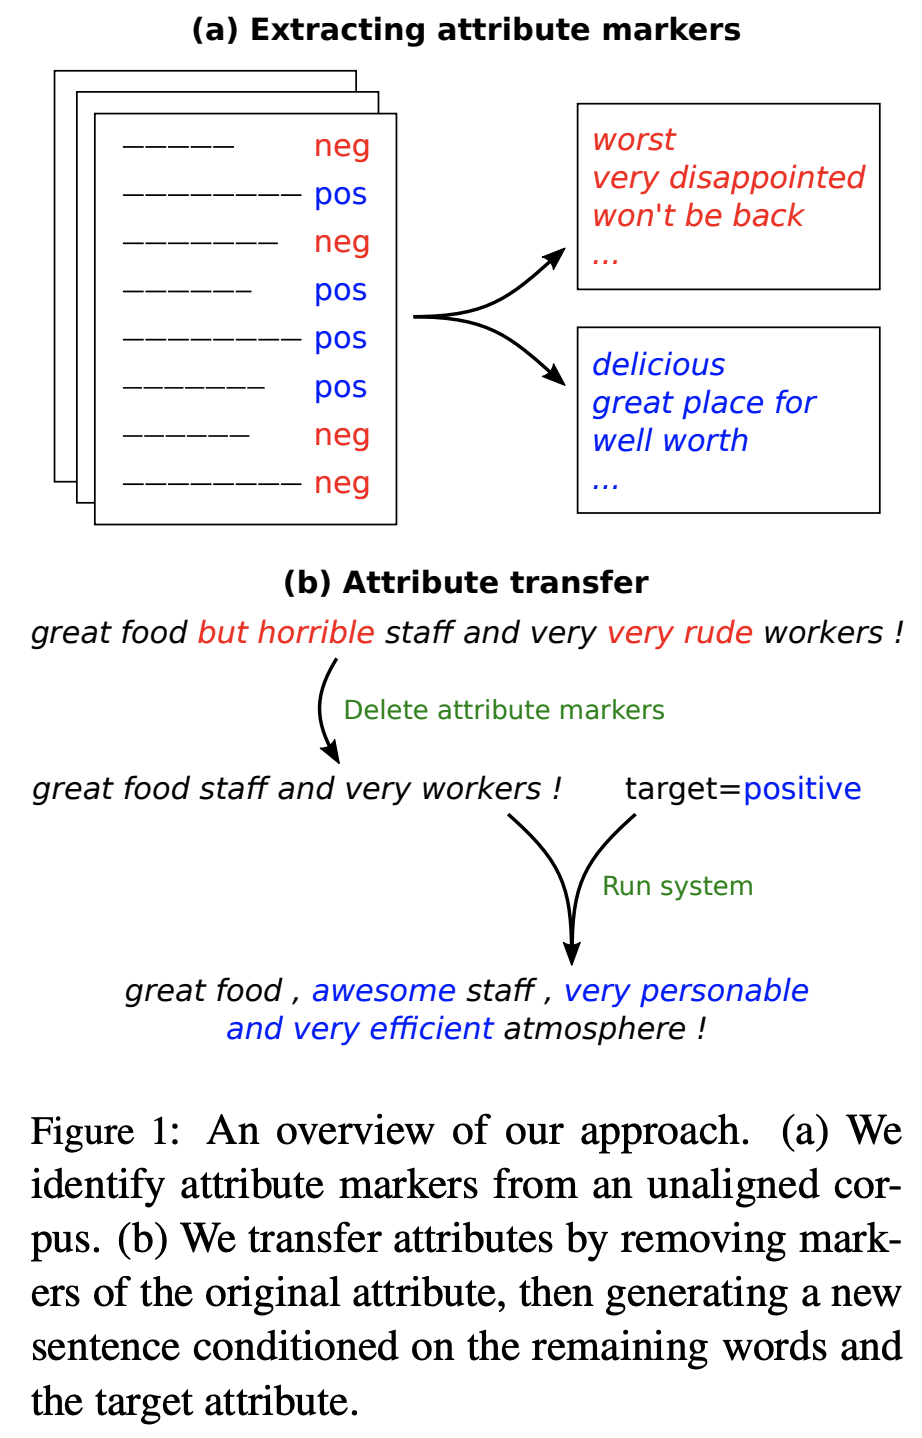 (a) Extracting attribute markers
neg
pos
neg
pos
pos
pos
neg
neg
worst
very disappointed
won't be back
...
delicious
great place for
well worth
...
(b) Attribute transfer
great food but horrible staff and very very rude workers !
Delete attribute markers
great food staff and very workers !
target=positive
Run system
great food , awesome staff , very personable
and very efficient atmosphere !
Figure 1: An overview of our approach. (a) We
identify attribute markers from an unaligned cor-
pus. (b) We transfer attributes by removing mark-
ers of the original attribute, then generating a new
sentence conditioned on the remaining words and
the target attribute.